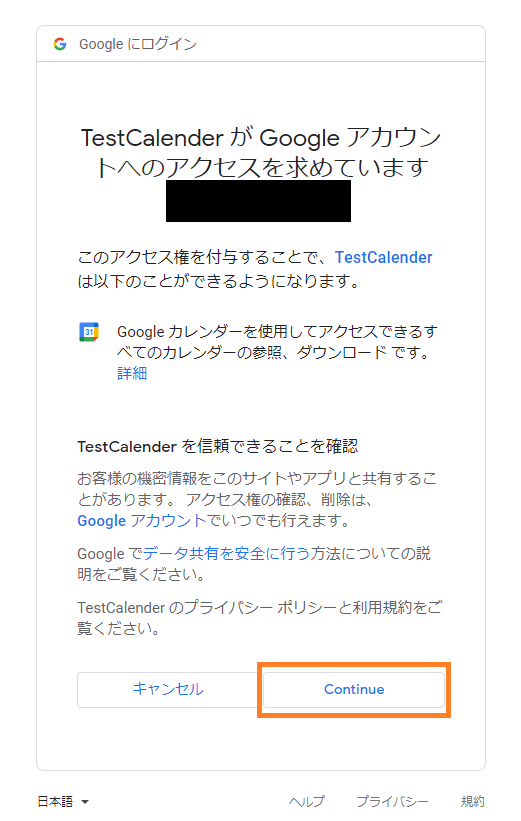 Google にログイン
TestCalender が Google アカウン
トへのアクセスを求めています
このアクセス権を付与することで、TestCalender
は以下のことができるようになります。
31
Google カレンダーを使用してアクセスできるす
べてのカレンダーの参照、ダウンロード です。
詳細
TestCalender を信頼できることを確認
お客様の機密情報をこのサイトやアプリと共有するこ
とがあります。 アクセス権の確認、削除は、
Google アカウントでいつでも行えます。
Google でデータ共有を安全に行う方法についての説
明をご覧ください。
TestCalender のプライバシー ポリシーと利用規約をご
覧ください。
キャンセル
Continue
日本語
ヘルプ
プライバシー
規約